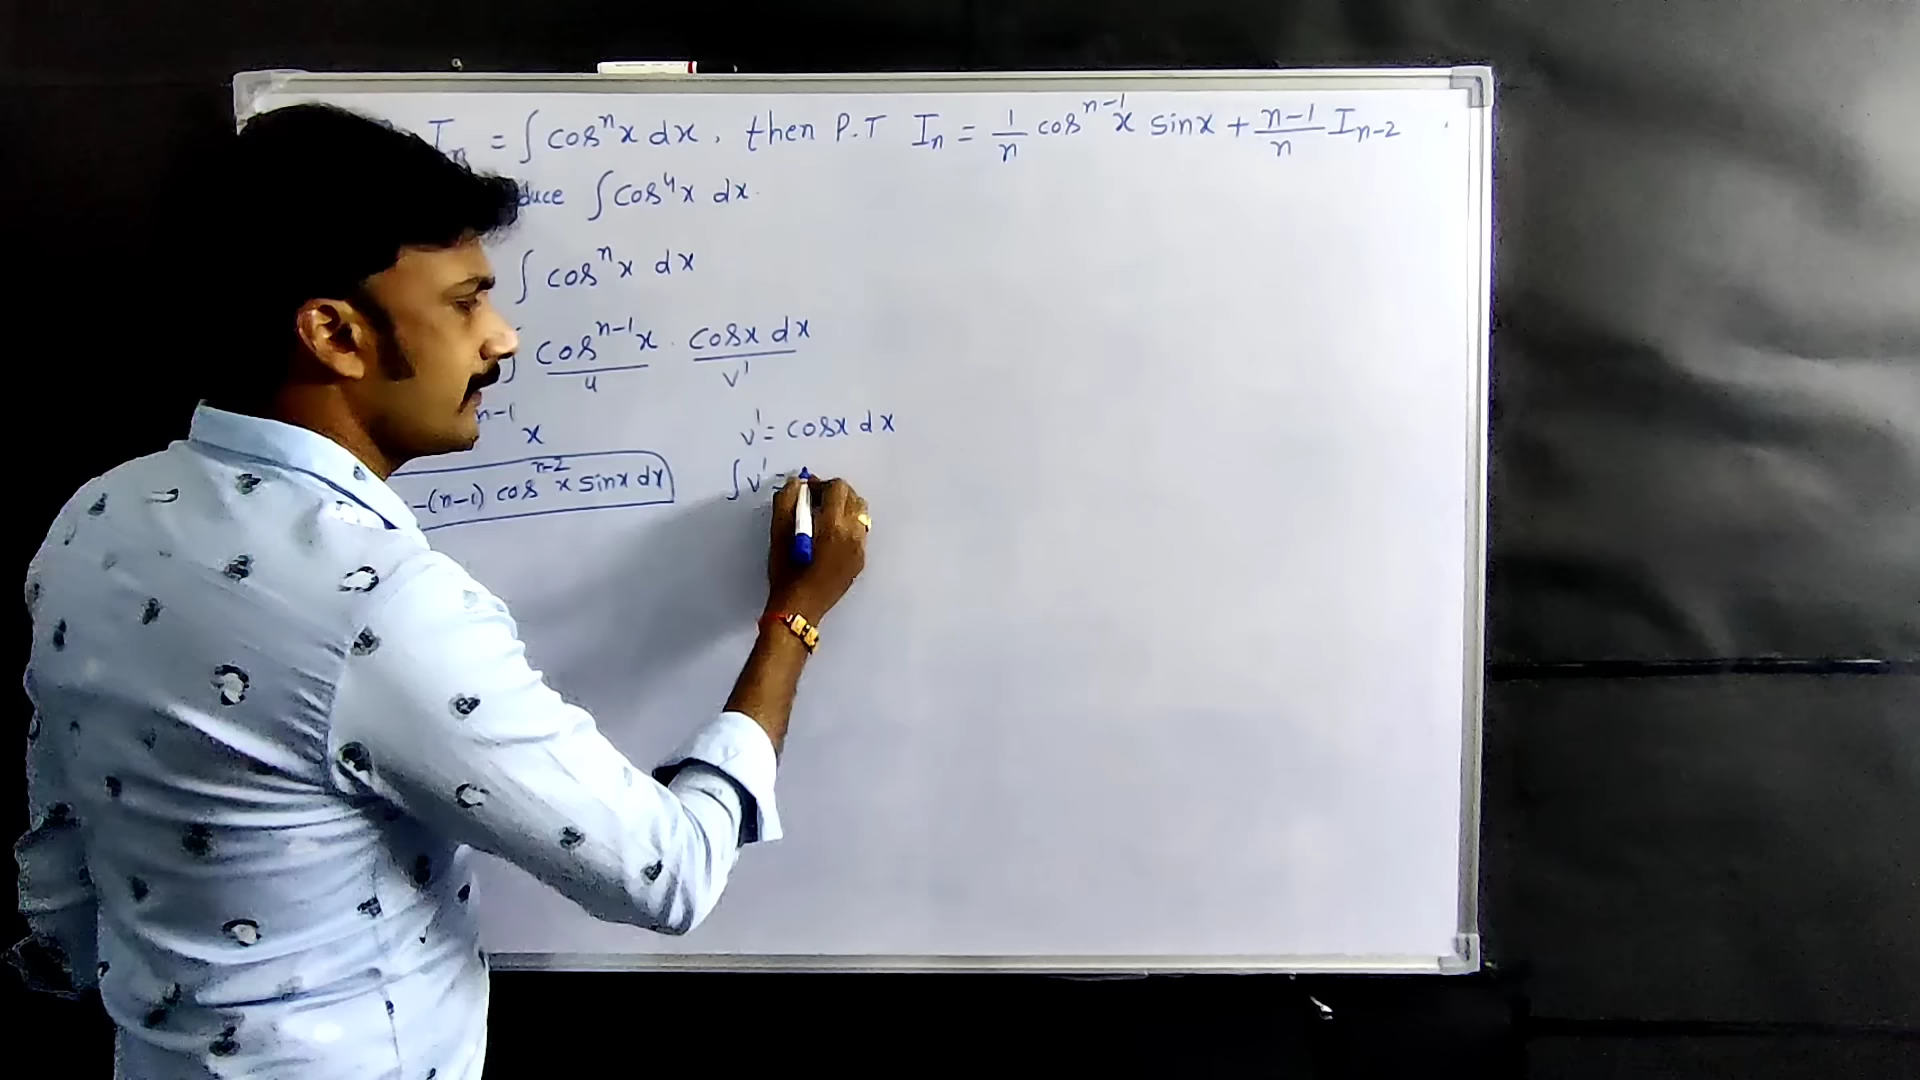 Iₙ = ∫ cosⁿx dx, then P.T Iₙ = 1/n cosⁿ⁻¹x sinx + n-1/n Iₙ₋₂
duce ∫ cos⁴x dx.
∫ cosⁿx dx
∫ cosⁿ⁻¹x · cosx dx
u v'
n-1 x v' = cosx dx
-(n-1) cosⁿ⁻²x sinx dx ∫ v' =